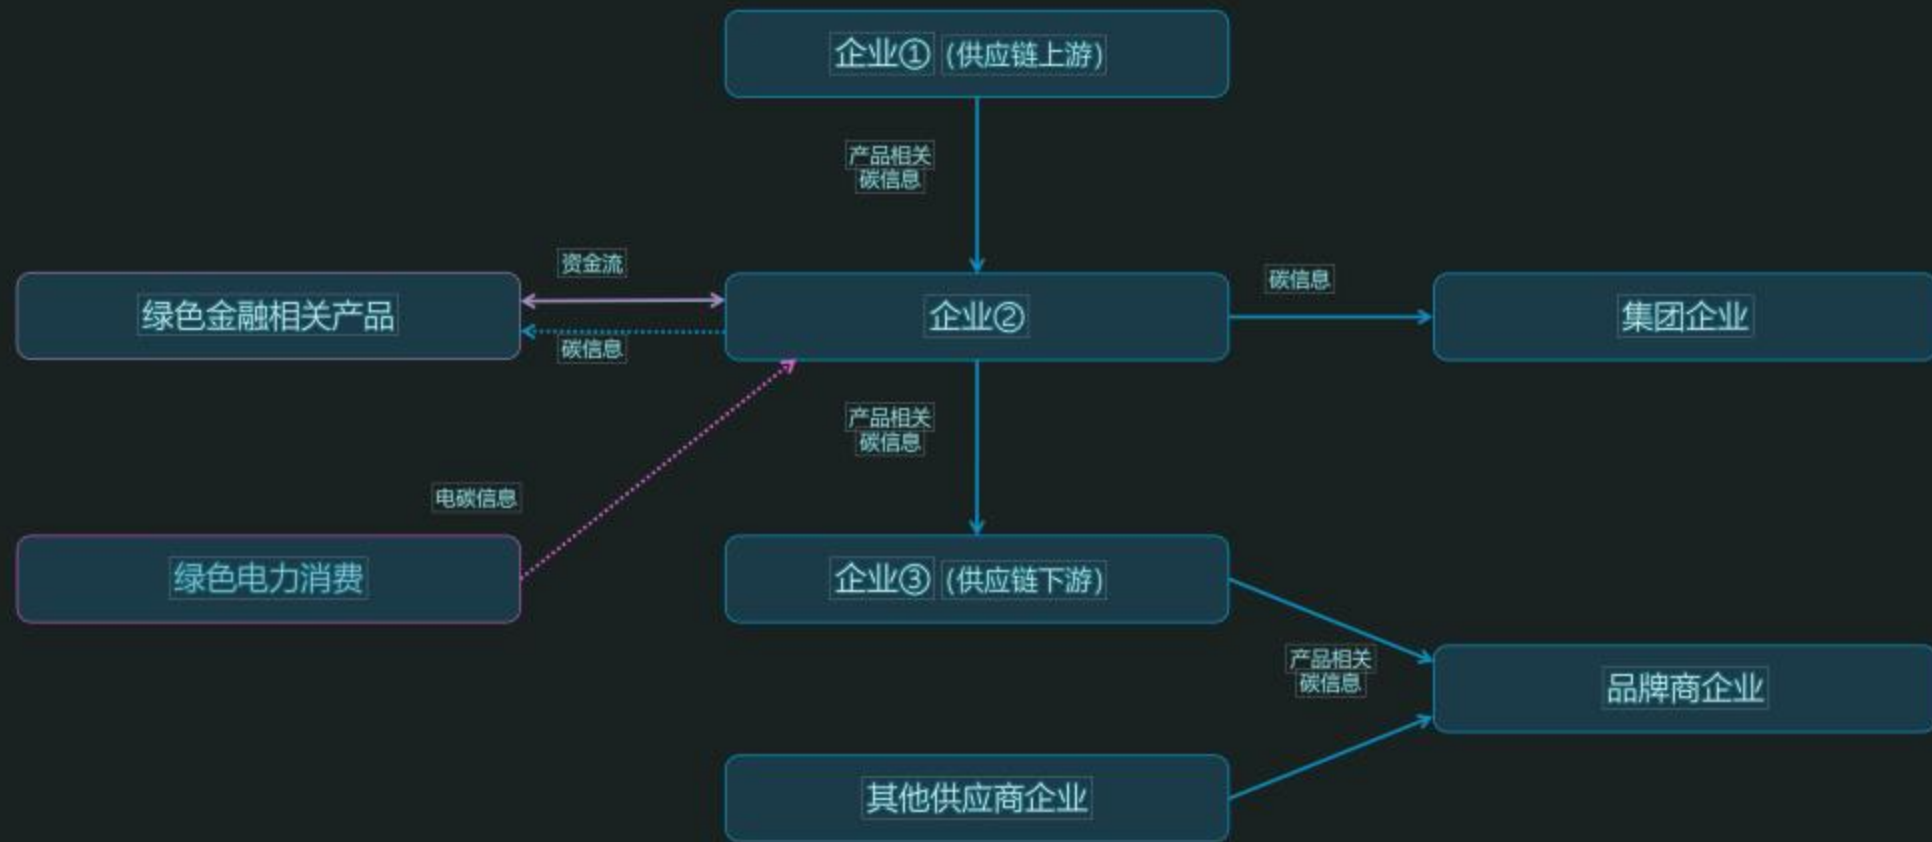 企业① (供应链上游)
产品相关
碳信息
资金流
碳信息
绿色金融相关产品
企业②
集团企业
碳信息
产品相关
碳信息
电碳信息
绿色电力消费
企业③ (供应链下游)
产品相关
碳信息
品牌商企业
其他供应商企业